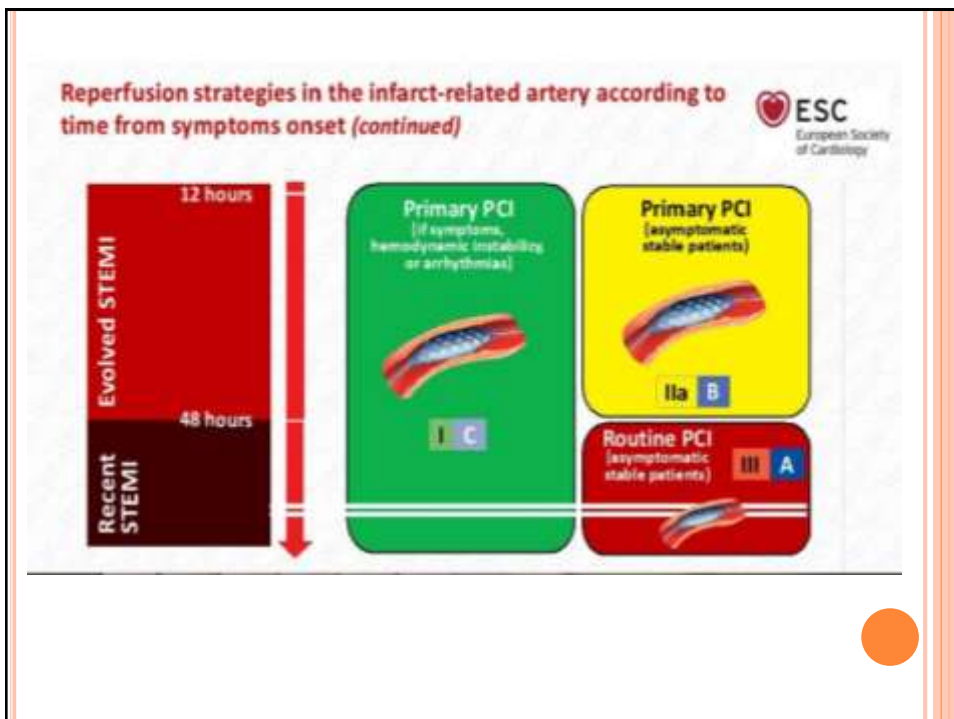 Reperfusion strategies in the infarct-related artery according to
time from symptoms onset (continued)
ESC
European Society
of Cardiology
12 hours
Evolved STEMI
48 hours
Recent
STEMI
Primary PCI
(if symptoms,
hemodynamic instability,
or arrhythmias)
I C
Primary PCI
(asymptomatic
stable patients)
IIa B
Routine PCI
(asymptomatic
stable patients)
III A